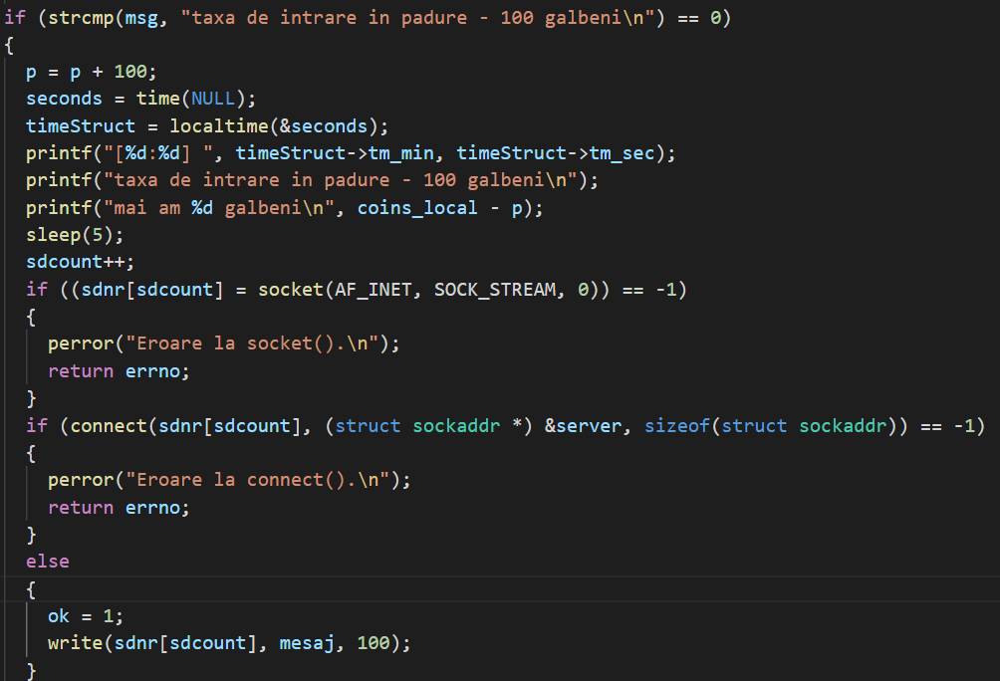 if (strcmp(msg, "taxa de intrare in padure - 100 galbeni\n") == 0)
{
  p = p + 100;
  seconds = time(NULL);
  timeStruct = localtime(&seconds);
  printf("[%d:%d] ", timeStruct->tm_min, timeStruct->tm_sec);
  printf("taxa de intrare in padure - 100 galbeni\n");
  printf("mai am %d galbeni\n", coins_local - p);
  sleep(5);
  sdcount++;
  if ((sdnr[sdcount] = socket(AF_INET, SOCK_STREAM, 0)) == -1)
  {
    perror("Eroare la socket().\n");
    return errno;
  }
  if (connect(sdnr[sdcount], (struct sockaddr *) &server, sizeof(struct sockaddr)) == -1)
  {
    perror("Eroare la connect().\n");
    return errno;
  }
  else
  {
    ok = 1;
    write(sdnr[sdcount], mesaj, 100);
  }